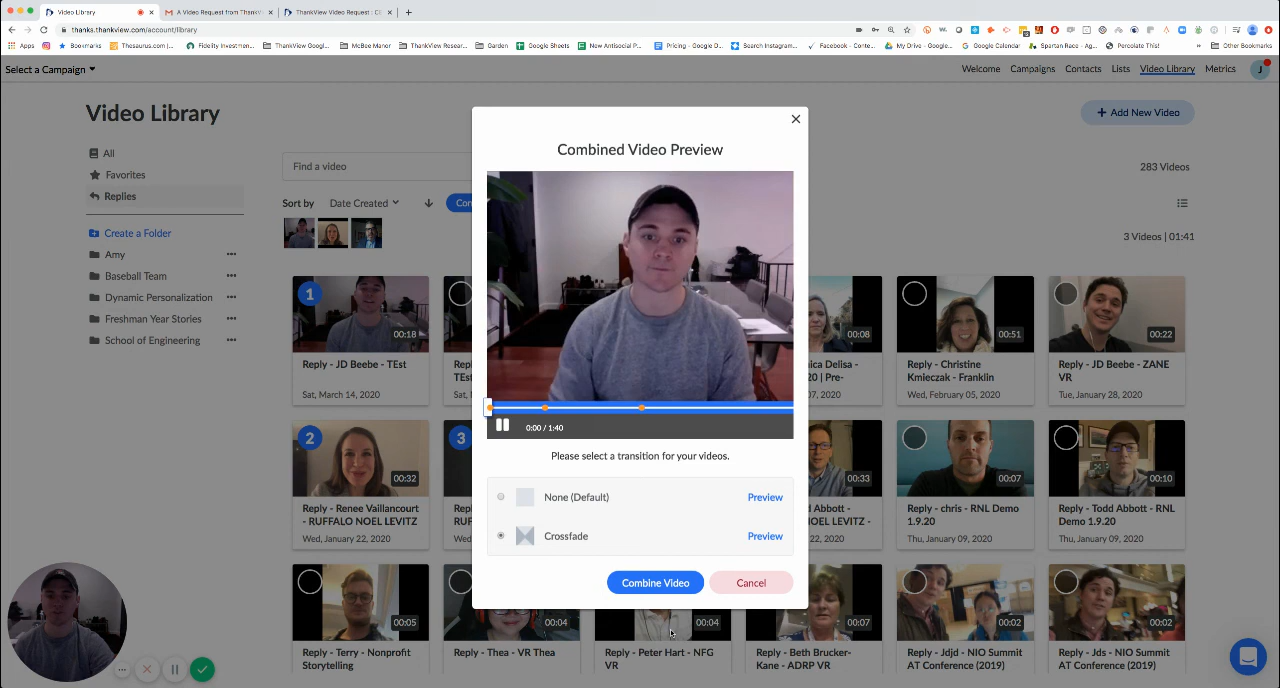 Video Library
A Video Request from ThankVi
ThankView Video Request : CE
thanks.thankview.com/account/library
Apps
Bookmarks
Thesaurus.com
Fidelity Investmen...
ThankView Googl...
McBee Manor
ThankView Resear...
Garden
Google Sheets
New Antisocial P...
Pricing - Google D...
Search Instagram...
Facebook - Conte...
My Drive - Google...
Google Calendar
Spartan Race - Ag...
Percolate This!
Other Bookmarks
Select a Campaign
Welcome
Campaigns
Contacts
Lists
Video Library
Metrics
J
Video Library
+ Add New Video
All
Favorites
Replies
Create a Folder
Amy
Baseball Team
Dynamic Personalization
Freshman Year Stories
School of Engineering
Find a video
283 Videos
Sort by
Date Created
3 Videos | 01:41
Combined Video Preview
0:00 / 1:40
Please select a transition for your videos.
None (Default)
Preview
Crossfade
Preview
Combine Video
Cancel
1
00:18
Reply - JD Beebe - TEst
Sat, March 14, 2020
00:08
00:51
Reply - Christine
Kmieczak - Franklin
Wed, February 05, 2020
00:22
Reply - JD Beebe - ZANE
VR
Tue, January 28, 2020
2
00:32
Reply - Renee Vaillancourt
- RUFFALO NOEL LEVITZ
Wed, January 22, 2020
3
00:33
00:07
Reply - chris - RNL Demo
1.9.20
Thu, January 09, 2020
00:10
Reply - Todd Abbott - RNL
Demo 1.9.20
Thu, January 09, 2020
00:05
Reply - Terry - Nonprofit
Storytelling
00:04
Reply - Thea - VR Thea
00:04
Reply - Peter Hart - NFG
VR
00:07
Reply - Beth Brucker-
Kane - ADRP VR
00:02
Reply - Jdjd - NIO Summit
AT Conference (2019)
00:02
Reply - Jds - NIO Summit
AT Conference (2019)